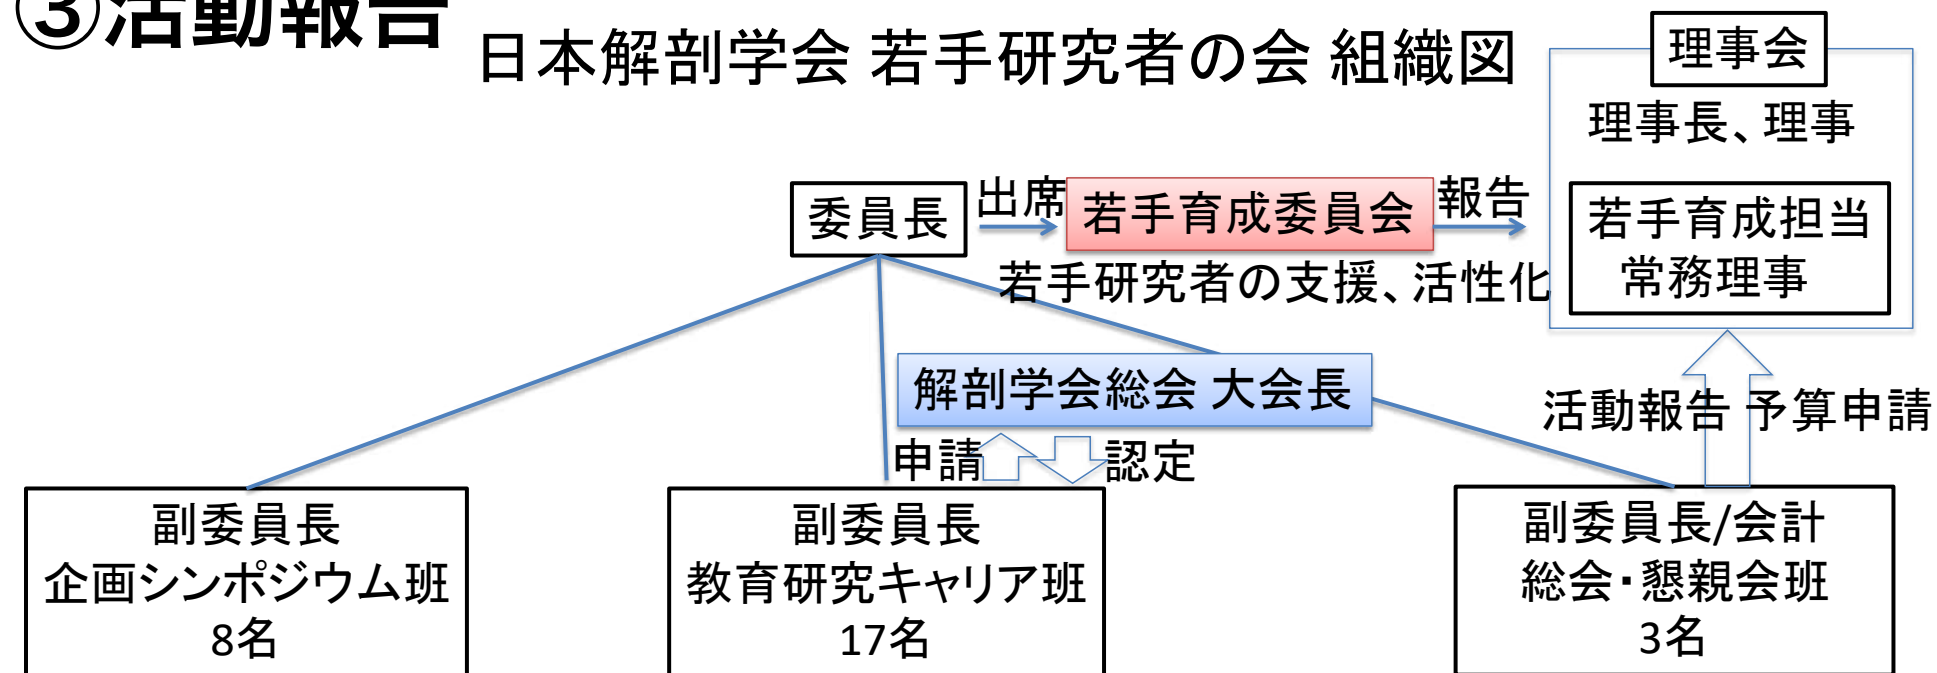 ③活動報告
日本解剖学会 若手研究者の会 組織図
理事会
理事長、理事
委員長
出席
若手育成委員会
報告
若手育成担当
常務理事
若手研究者の支援、活性化
解剖学会総会 大会長
活動報告 予算申請
申請
認定
副委員長
企画シンポジウム班
8名
副委員長
教育研究キャリア班
17名
副委員長/会計
総会・懇親会班
3名